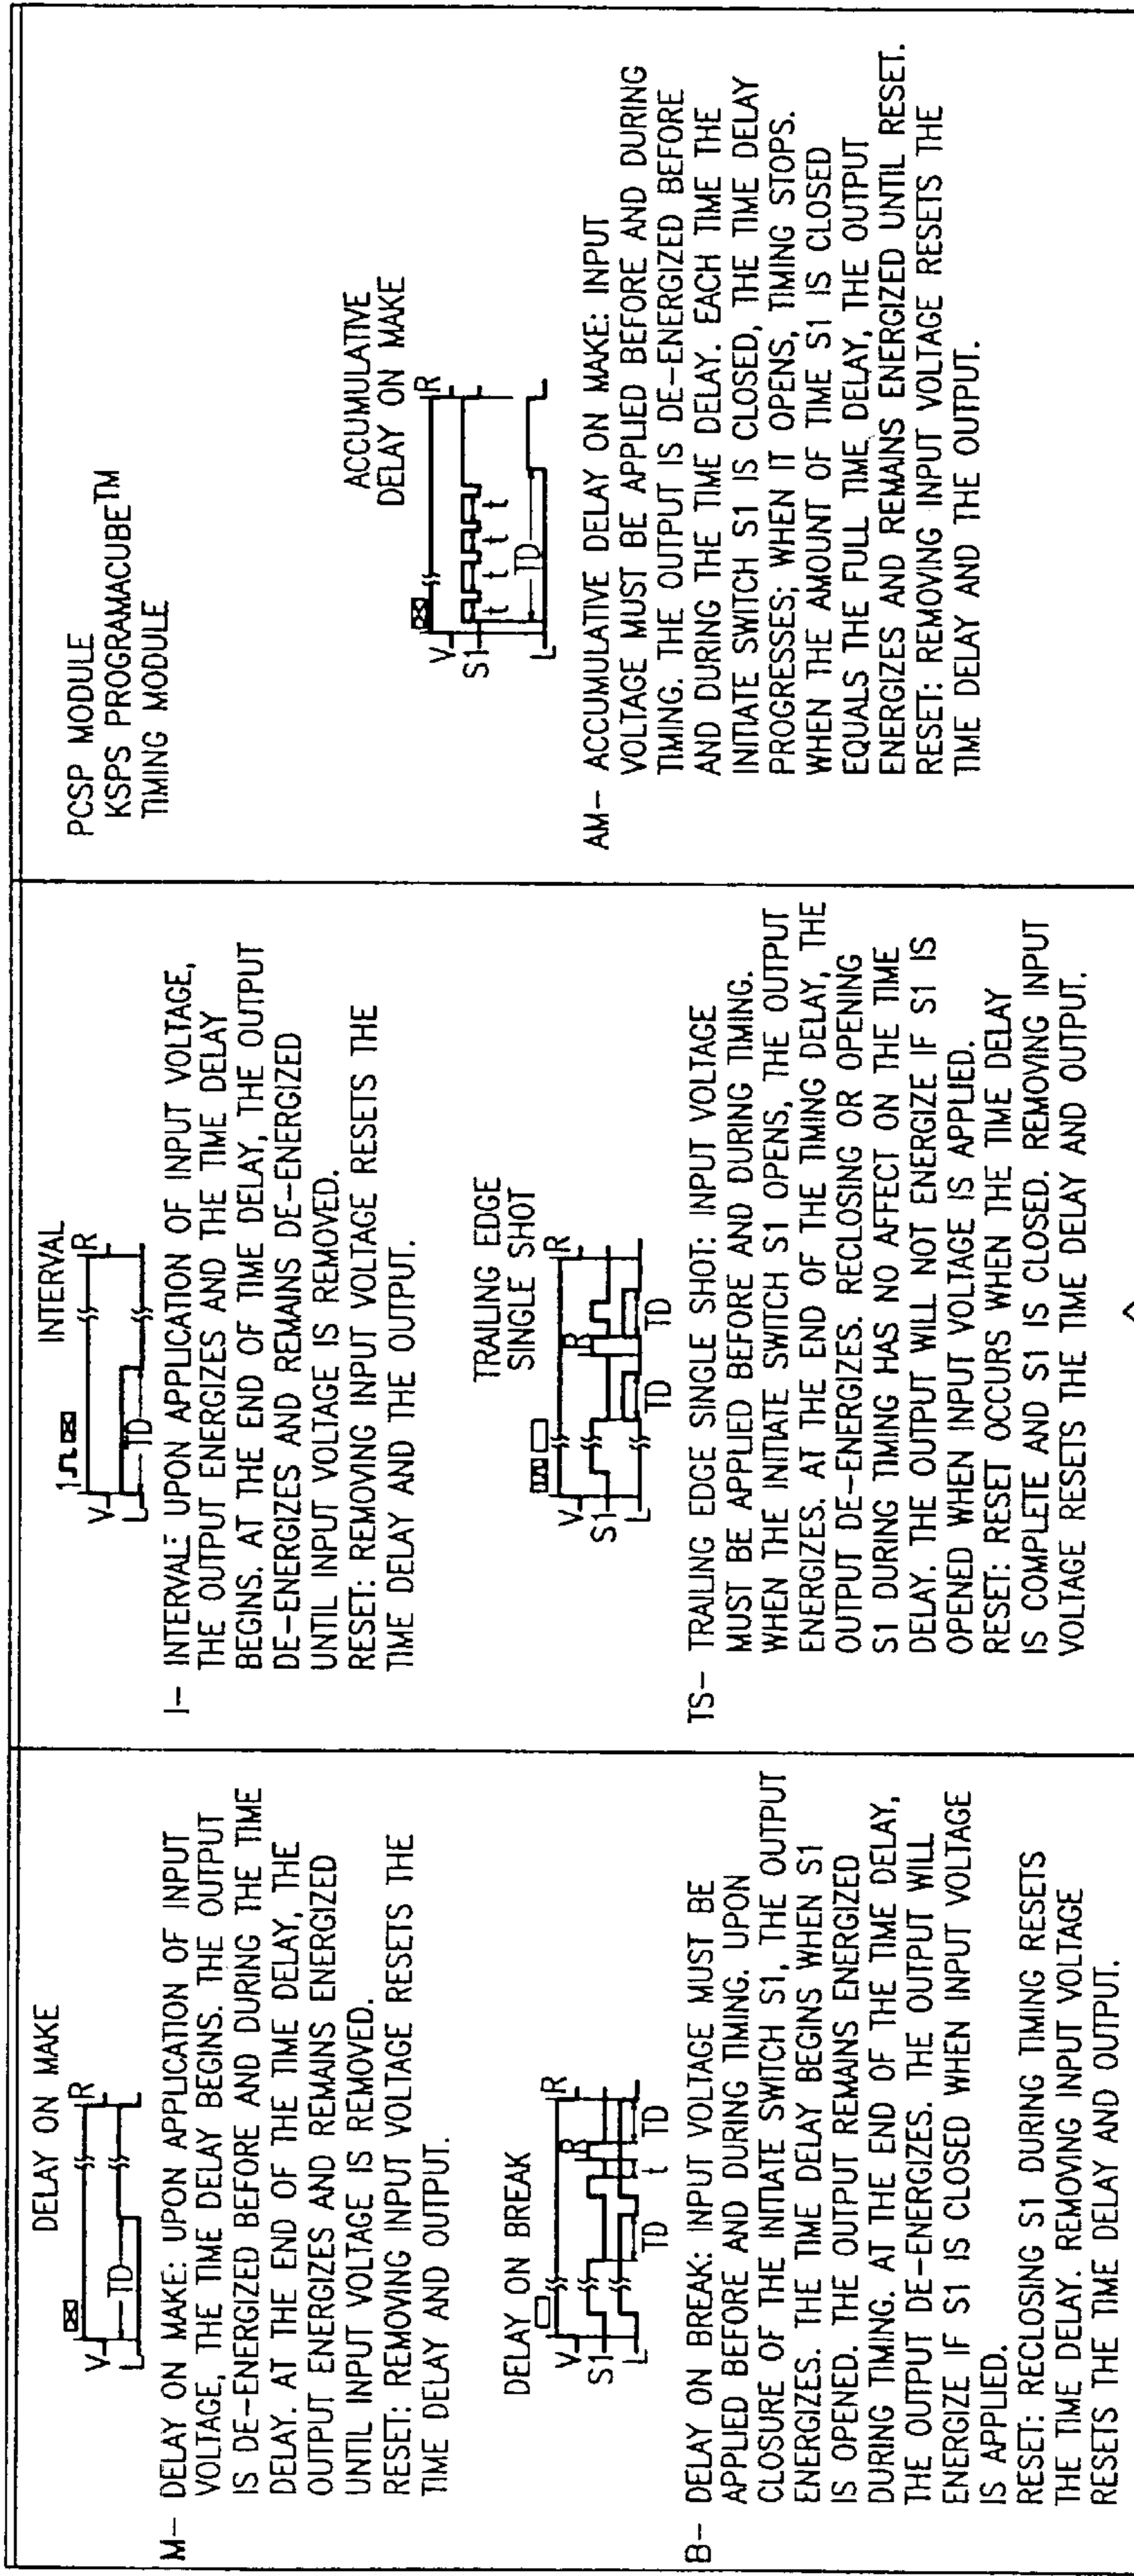 DELAY ON MAKE
V
R
TD
L
M– DELAY ON MAKE: UPON APPLICATION OF INPUT
VOLTAGE, THE TIME DELAY BEGINS. THE OUTPUT
IS DE–ENERGIZED BEFORE AND DURING THE TIME
DELAY. AT THE END OF THE TIME DELAY, THE
OUTPUT ENERGIZES AND REMAINS ENERGIZED
UNTIL INPUT VOLTAGE IS REMOVED.
RESET: REMOVING INPUT VOLTAGE RESETS THE
TIME DELAY AND OUTPUT.
DELAY ON BREAK
V
R
R
S1
L
TD t TD
B– DELAY ON BREAK: INPUT VOLTAGE MUST BE
APPLIED BEFORE AND DURING TIMING. UPON
CLOSURE OF THE INITIATE SWITCH S1, THE OUTPUT
ENERGIZES. THE TIME DELAY BEGINS WHEN S1
IS OPENED. THE OUTPUT REMAINS ENERGIZED
DURING TIMING. AT THE END OF THE TIME DELAY,
THE OUTPUT DE–ENERGIZES. THE OUTPUT WILL
ENERGIZE IF S1 IS CLOSED WHEN INPUT VOLTAGE
IS APPLIED.
RESET: RECLOSING S1 DURING TIMING RESETS
THE TIME DELAY. REMOVING INPUT VOLTAGE
RESETS THE TIME DELAY AND OUTPUT.
INTERVAL
1
V
R
TD
L
I– INTERVAL: UPON APPLICATION OF INPUT VOLTAGE,
THE OUTPUT ENERGIZES AND THE TIME DELAY
BEGINS. AT THE END OF TIME DELAY, THE OUTPUT
DE–ENERGIZES AND REMAINS DE–ENERGIZED
UNTIL INPUT VOLTAGE IS REMOVED.
RESET: REMOVING INPUT VOLTAGE RESETS THE
TIME DELAY AND THE OUTPUT.
TRAILING EDGE
SINGLE SHOT
V
R
R
S1
L
TD TD
TS– TRAILING EDGE SINGLE SHOT: INPUT VOLTAGE
MUST BE APPLIED BEFORE AND DURING TIMING.
WHEN THE INITIATE SWITCH S1 OPENS, THE OUTPUT
ENERGIZES. AT THE END OF THE TIMING DELAY, THE
OUTPUT DE–ENERGIZES. RECLOSING OR OPENING
S1 DURING TIMING HAS NO AFFECT ON THE TIME
DELAY. THE OUTPUT WILL NOT ENERGIZE IF S1 IS
OPENED WHEN INPUT VOLTAGE IS APPLIED.
RESET: RESET OCCURS WHEN THE TIME DELAY
IS COMPLETE AND S1 IS CLOSED. REMOVING INPUT
VOLTAGE RESETS THE TIME DELAY AND OUTPUT.
PCSP MODULE
KSPS PROGRAMACUBE™
TIMING MODULE
ACCUMULATIVE
DELAY ON MAKE
V
R
S1
t t t t
TD
L
AM– ACCUMULATIVE DELAY ON MAKE: INPUT
VOLTAGE MUST BE APPLIED BEFORE AND DURING
TIMING. THE OUTPUT IS DE–ENERGIZED BEFORE
AND DURING THE TIME DELAY. EACH TIME THE
INITIATE SWITCH S1 IS CLOSED, THE TIME DELAY
PROGRESSES; WHEN IT OPENS, TIMING STOPS.
WHEN THE AMOUNT OF TIME S1 IS CLOSED
EQUALS THE FULL TIME DELAY, THE OUTPUT
ENERGIZES AND REMAINS ENERGIZED UNTIL RESET.
RESET: REMOVING INPUT VOLTAGE RESETS THE
TIME DELAY AND THE OUTPUT.